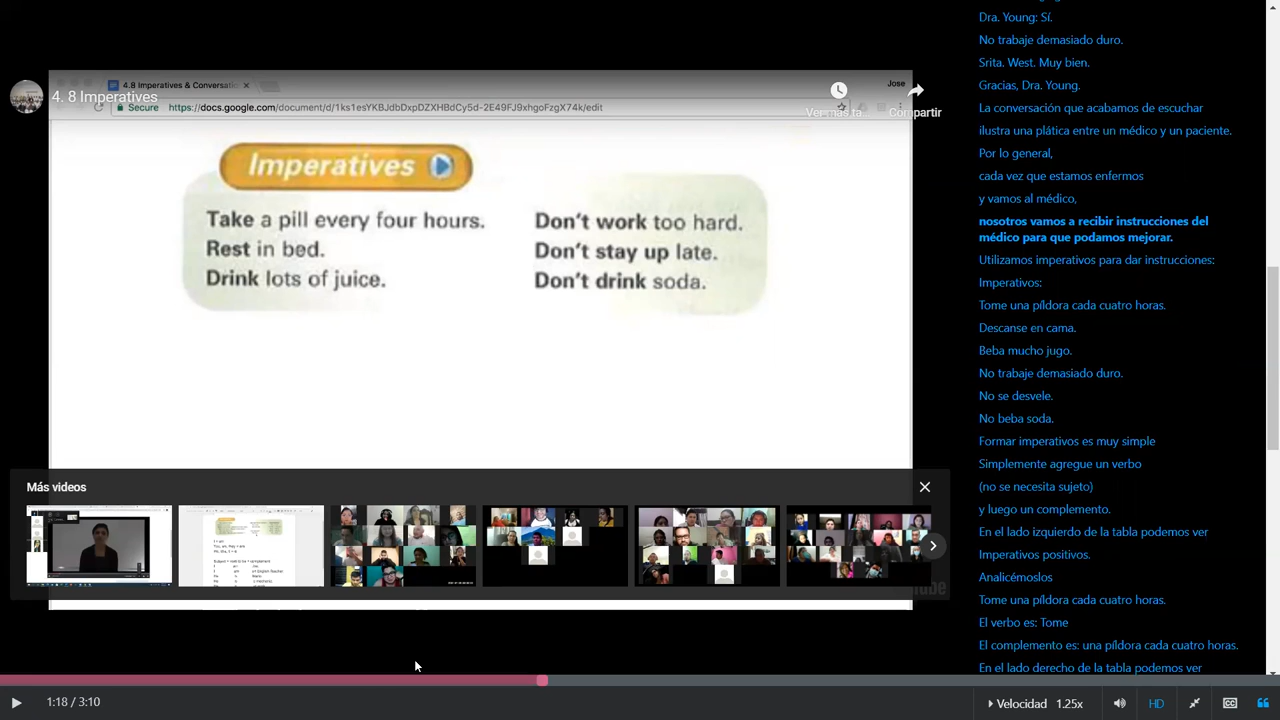 4.8 Imperatives & Conversatio
Jose
4. 8 Imperatives
Secure
https://docs.google.com/document/d/1ks1esYKBJdbDxpDZXHBdCy5d-2E49FJ9xhgoFzgX74k/edit
Compartir
Imperatives
Take a pill every four hours.
Rest in bed.
Drink lots of juice.
Don't work too hard.
Don't stay up late.
Don't drink soda.
Más videos
1:18 / 3:10
Velocidad 1.25x
HD
CC
Dra. Young: Sí.
No trabaje demasiado duro.
Srita. West. Muy bien.
Gracias, Dra. Young.
La conversación que acabamos de escuchar
ilustra una plática entre un médico y un paciente.
Por lo general,
cada vez que estamos enfermos
y vamos al médico,
nosotros vamos a recibir instrucciones del
médico para que podamos mejorar.
Utilizamos imperativos para dar instrucciones:
Imperativos:
Tome una píldora cada cuatro horas.
Descanse en cama.
Beba mucho jugo.
No trabaje demasiado duro.
No se desvele.
No beba soda.
Formar imperativos es muy simple
Simplemente agregue un verbo
(no se necesita sujeto)
y luego un complemento.
En el lado izquierdo de la tabla podemos ver
Imperativos positivos.
Analicémoslos
Tome una píldora cada cuatro horas.
El verbo es: Tome
El complemento es: una píldora cada cuatro horas.
En el lado derecho de la tabla podemos ver